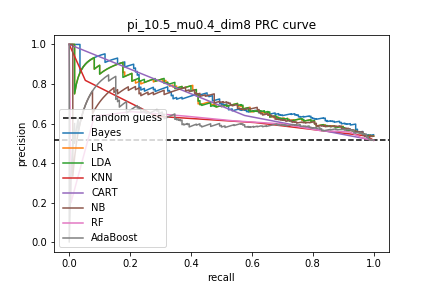 pi_10.5_mu0.4_dim8 PRC curve
1.0
0.8
0.6
0.4
0.2
0.0
precision
random guess
Bayes
LR
LDA
KNN
CART
NB
RF
AdaBoost
0.0 0.2 0.4 0.6 0.8 1.0
recall